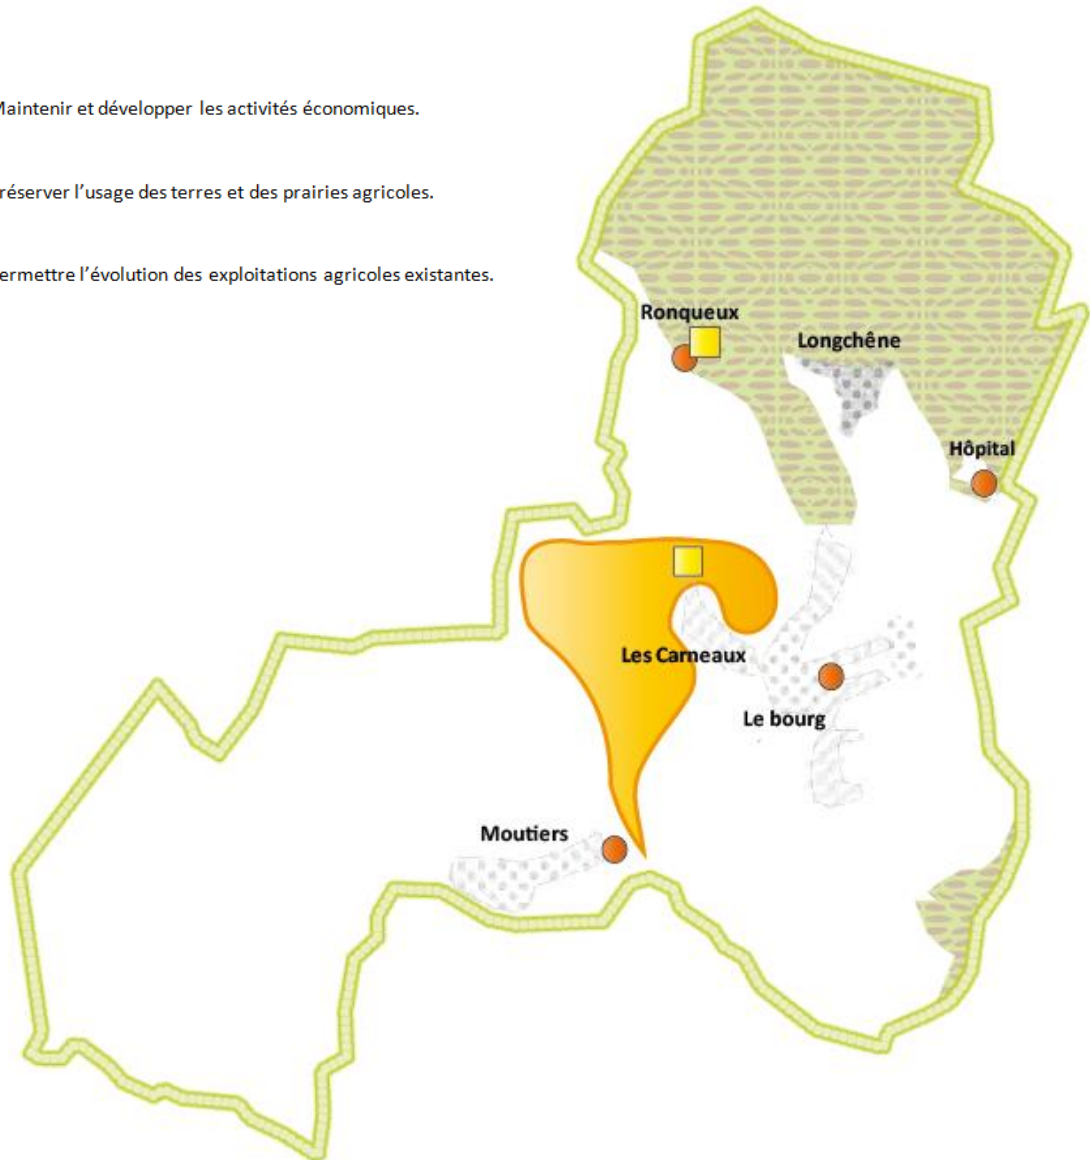 Maintenir et développer les activités économiques.
réserver l'usage des terres et des prairies agricoles.
ermettre l'évolution des exploitations agricoles existantes.
Ronqueux
Longchêne
Hôpital
Les Carneaux
Le bourg
Moutiers